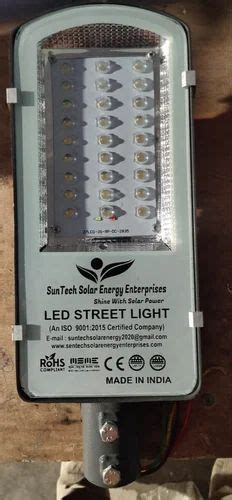 SunTech Solar Energy Enterprises
Shine With Solar Power
LED STREET LIGHT
(An ISO 9001:2015 Certified Company)
E-mail : suntechsolarenergy2020@gmail.com
www.suntechsolarenergyenterprises.com
RoHS
COMPLIANT
MSME
CE
MADE IN INDIA